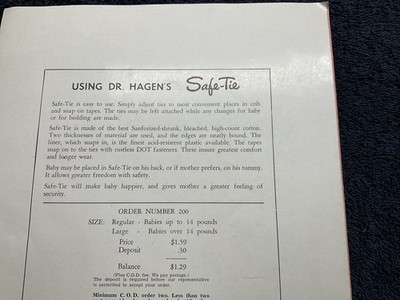 USING DR. HAGEN'S Safe-Tie
Safe-Tie is easy to use. Simply adjust ties to most convenient places in crib
and snap on tapes. The ties may be left attached while any changes for baby
or for bedding are made.
Safe-Tie is made of the best Sanforized-shrunk, bleached, high-count cotton.
Two thicknesses of material are used, and the edges are neatly bound. The
liner, which snaps in, is the finest acid-resistent plastic available. The tapes
snap on to the ties with rustless DOT fasteners. These insure greatest comfort
and longer wear.
Baby may be placed in Safe-Tie on his back, or if mother prefers, on his tummy.
It allows greater freedom with safety.
Safe-Tie will make baby happier, and gives mother a greater feeling of
security.
ORDER NUMBER 200
SIZE: Regular - Babies up to 14 pounds
Large - Babies over 14 pounds
Price $1.59
Deposit .30
Balance $1.29
(Plus C.O.D. fee. We pay postage.)
The deposit is required before our representative
is permitted to accept your order.
Minimum C. O. D. order two. Less than two